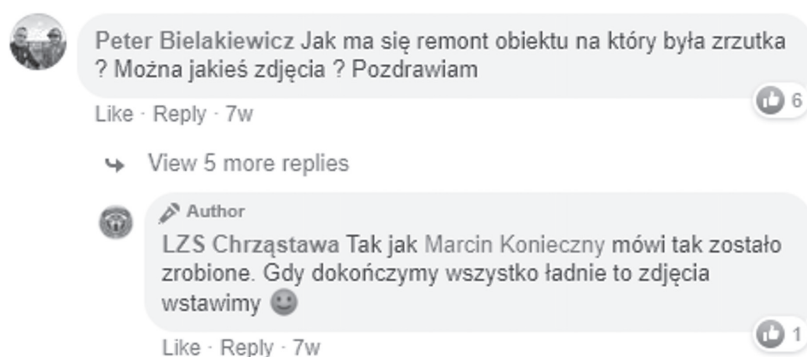 Peter Bielakiewicz Jak ma się remont obiektu na który była zrzutka
? Można jakieś zdjęcia ? Pozdrawiam
6
Like · Reply · 7w
View 5 more replies
Author
LZS Chrząstawa Tak jak Marcin Konieczny mówi tak zostało
zrobione. Gdy dokończymy wszystko ładnie to zdjęcia
wstawimy
1
Like · Reply · 7w